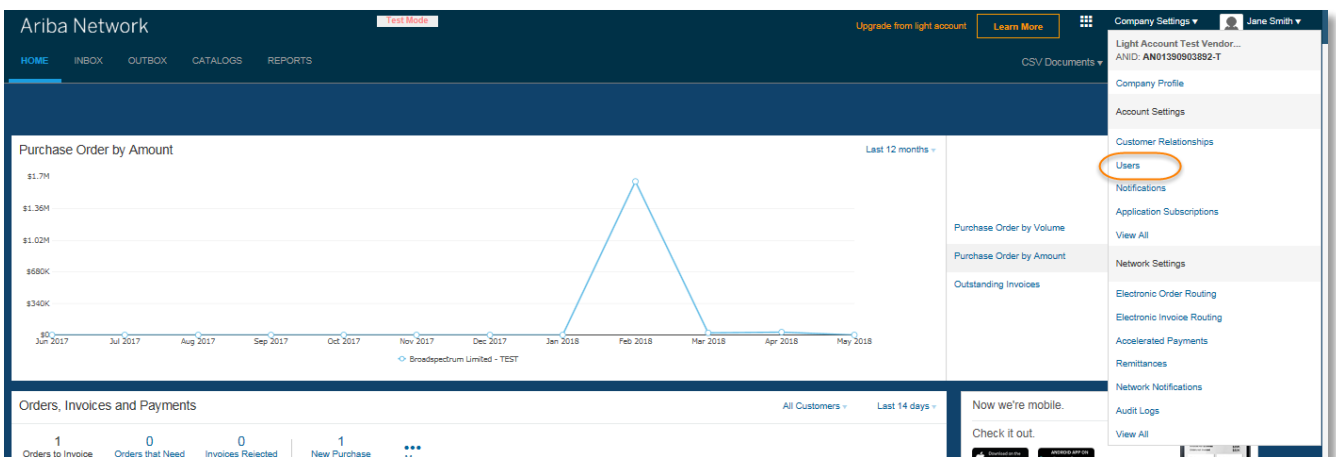 Ariba Network
Test Mode
Upgrade from light account
Learn More
Company Settings ▾
Jane Smith ▾
HOME INBOX OUTBOX CATALOGS REPORTS
CSV Documents ▾
Light Account Test Vendor...
ANID: AN01390903892-T
Company Profile
Account Settings
Customer Relationships
Users
Notifications
Application Subscriptions
View All
Network Settings
Electronic Order Routing
Electronic Invoice Routing
Accelerated Payments
Remittances
Network Notifications
Audit Logs
View All
Purchase Order by Amount
Last 12 months
$1.7M
$1.36M
$1.02M
$680K
$340K
$0
Jun 2017 Jul 2017 Aug 2017 Sep 2017 Oct 2017 Nov 2017 Dec 2017 Jan 2018 Feb 2018 Mar 2018 Apr 2018 May 2018
Broadspectrum Limited - TEST
Purchase Order by Volume
Purchase Order by Amount
Outstanding Invoices
Orders, Invoices and Payments
All Customers
Last 14 days
1 0 0 1
Orders to Invoice Orders that Need Invoices Rejected New Purchase
Now we're mobile.
Check it out.
Download on the
ANDROID APP ON